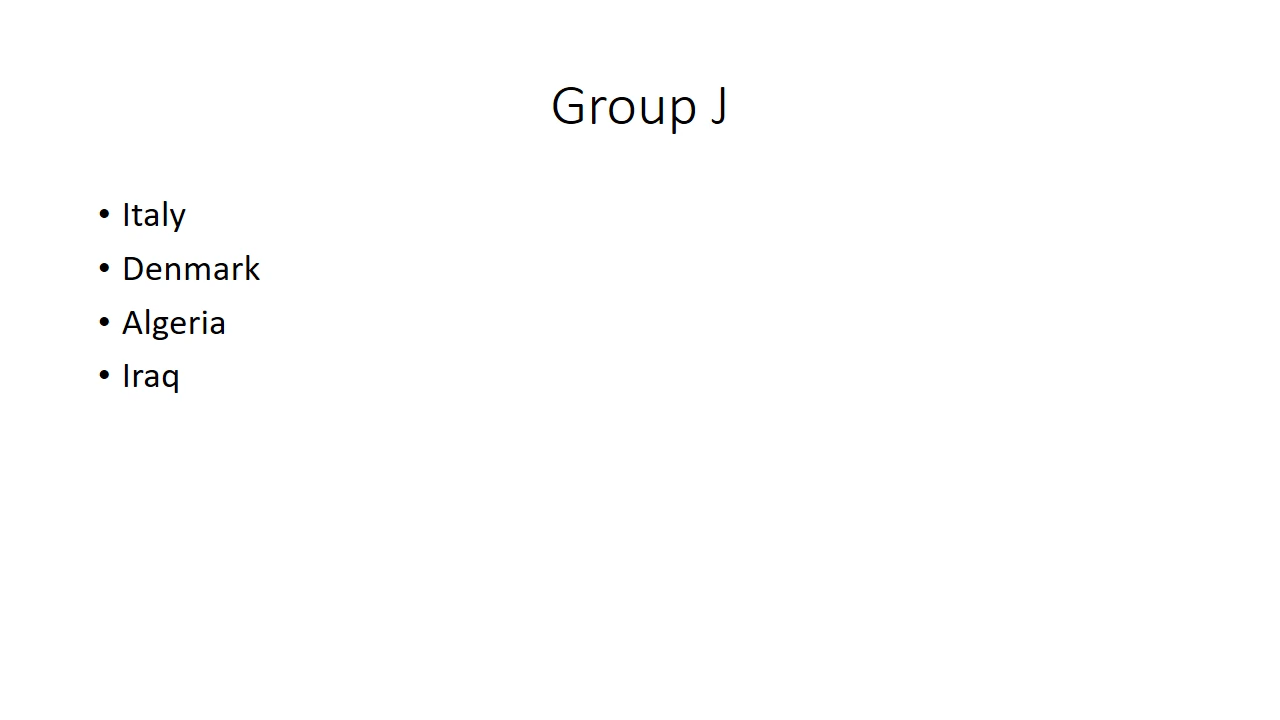 Group J
• Italy
• Denmark
• Algeria
• Iraq